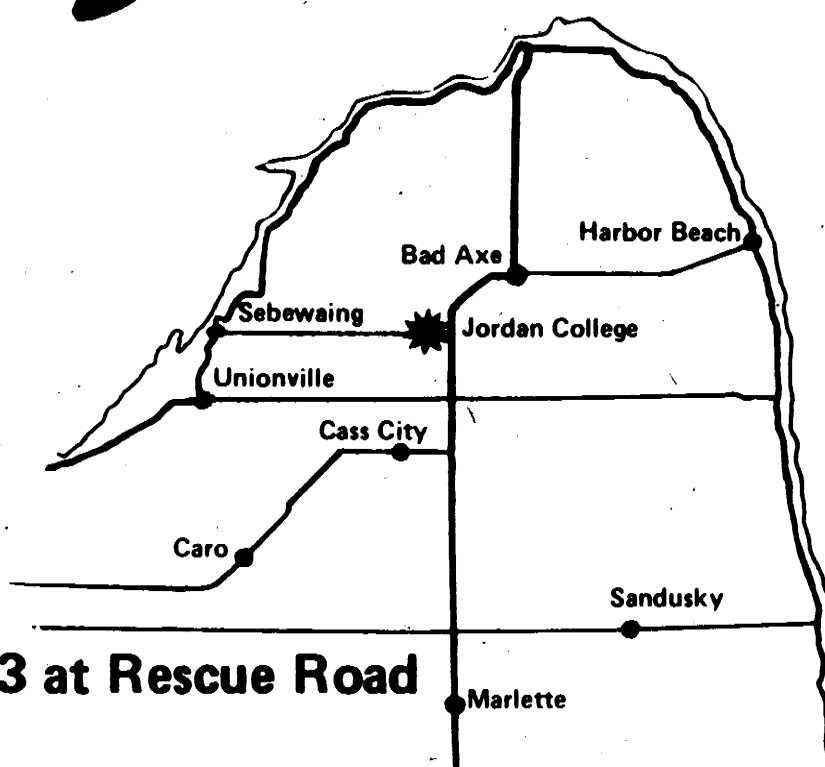 Harbor Beach
Bad Axe
Sebewaing
Jordan College
Unionville
Cass City
Caro
Sandusky
3 at Rescue Road
Marlette